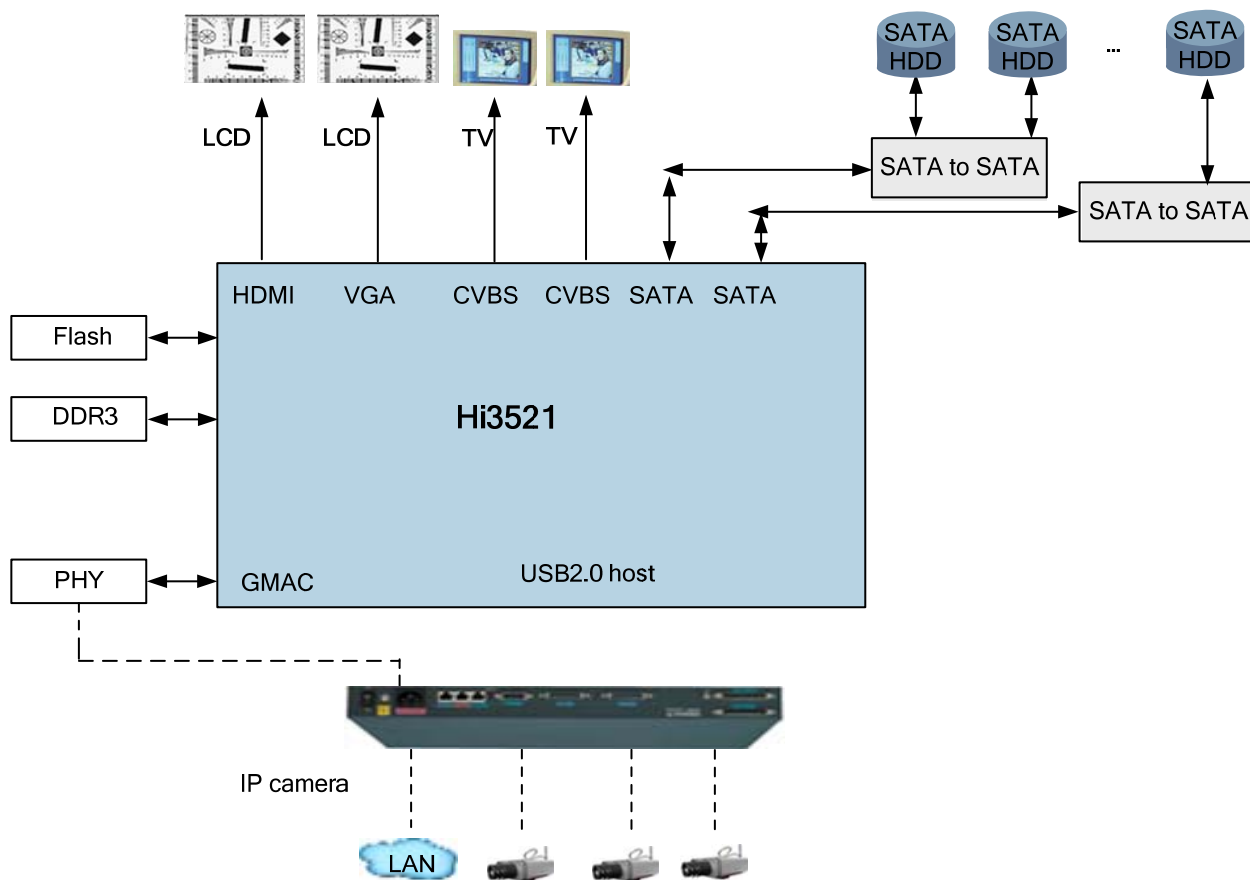 SATA
HDD
SATA
HDD
...
SATA
HDD
LCD
LCD
TV
TV
SATA to SATA
SATA to SATA
HDMI
VGA
CVBS
CVBS
SATA
SATA
Flash
DDR3
Hi3521
PHY
GMAC
USB2.0 host
IP camera
LAN